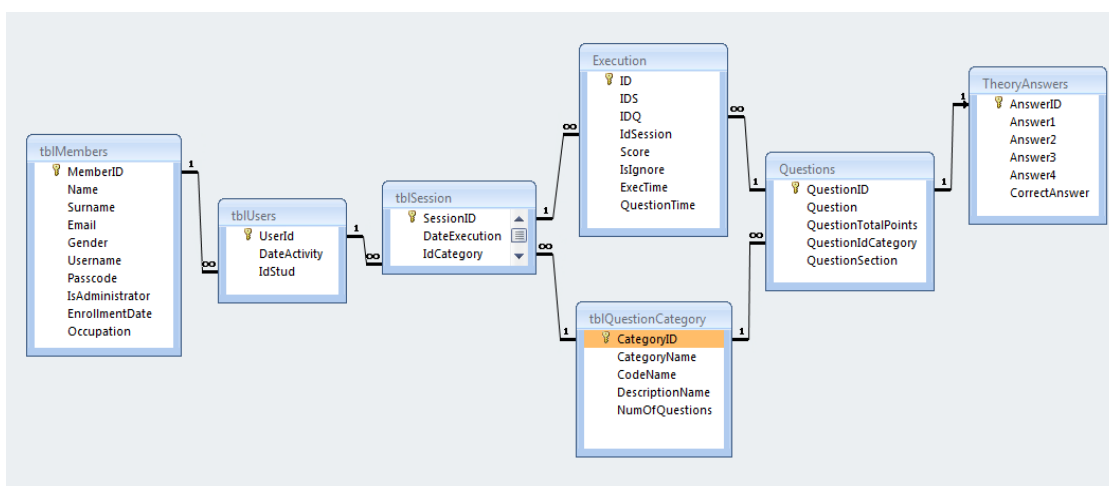 tblMembers
MemberID
Name
Surname
Email
Gender
Username
Passcode
IsAdministrator
EnrollmentDate
Occupation
1
∞
tblUsers
UserId
DateActivity
IdStud
1
∞
tblSession
SessionID
DateExecution
IdCategory
1
∞
∞
Execution
ID
IDS
IDQ
IdSession
Score
IsIgnore
ExecTime
QuestionTime
∞
1
tblQuestionCategory
CategoryID
CategoryName
CodeName
DescriptionName
NumOfQuestions
1
1
∞
Questions
QuestionID
Question
QuestionTotalPoints
QuestionIdCategory
QuestionSection
1
1
TheoryAnswers
AnswerID
Answer1
Answer2
Answer3
Answer4
CorrectAnswer